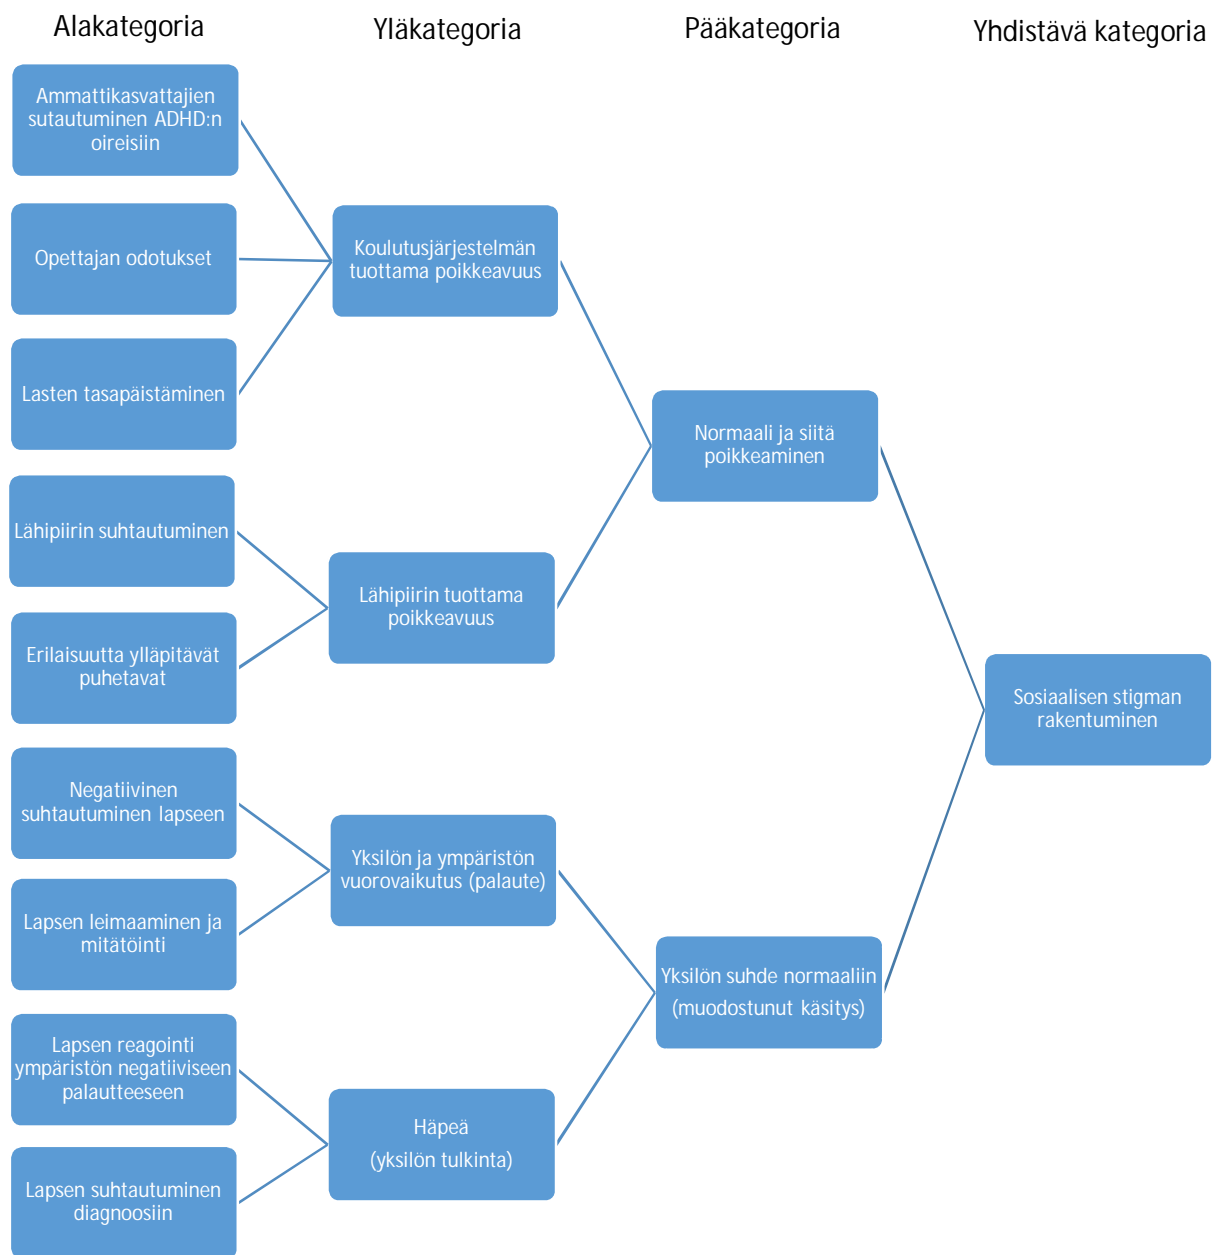 Alakategoria
Yläkategoria
Pääkategoria
Yhdistävä kategoria
Ammattikasvattajien
sutautuminen ADHD:n
oireisiin
Opettajan odotukset
Lasten tasapäistäminen
Lähipiirin suhtautuminen
Erilaisuutta ylläpitävät
puhetavat
Negatiivinen
suhtautuminen lapseen
Lapsen leimaaminen ja
mitätöinti
Lapsen reagointi
ympäristön negatiiviseen
palautteeseen
Lapsen suhtautuminen
diagnoosiin
Koulutusjärjestelmän
tuottama poikkeavuus
Lähipiirin tuottama
poikkeavuus
Yksilön ja ympäristön
vuorovaikutus (palaute)
Häpeä
(yksilön tulkinta)
Normaali ja siitä
poikkeaminen
Yksilön suhde normaaliin
(muodostunut käsitys)
Sosiaalisen stigman
rakentuminen